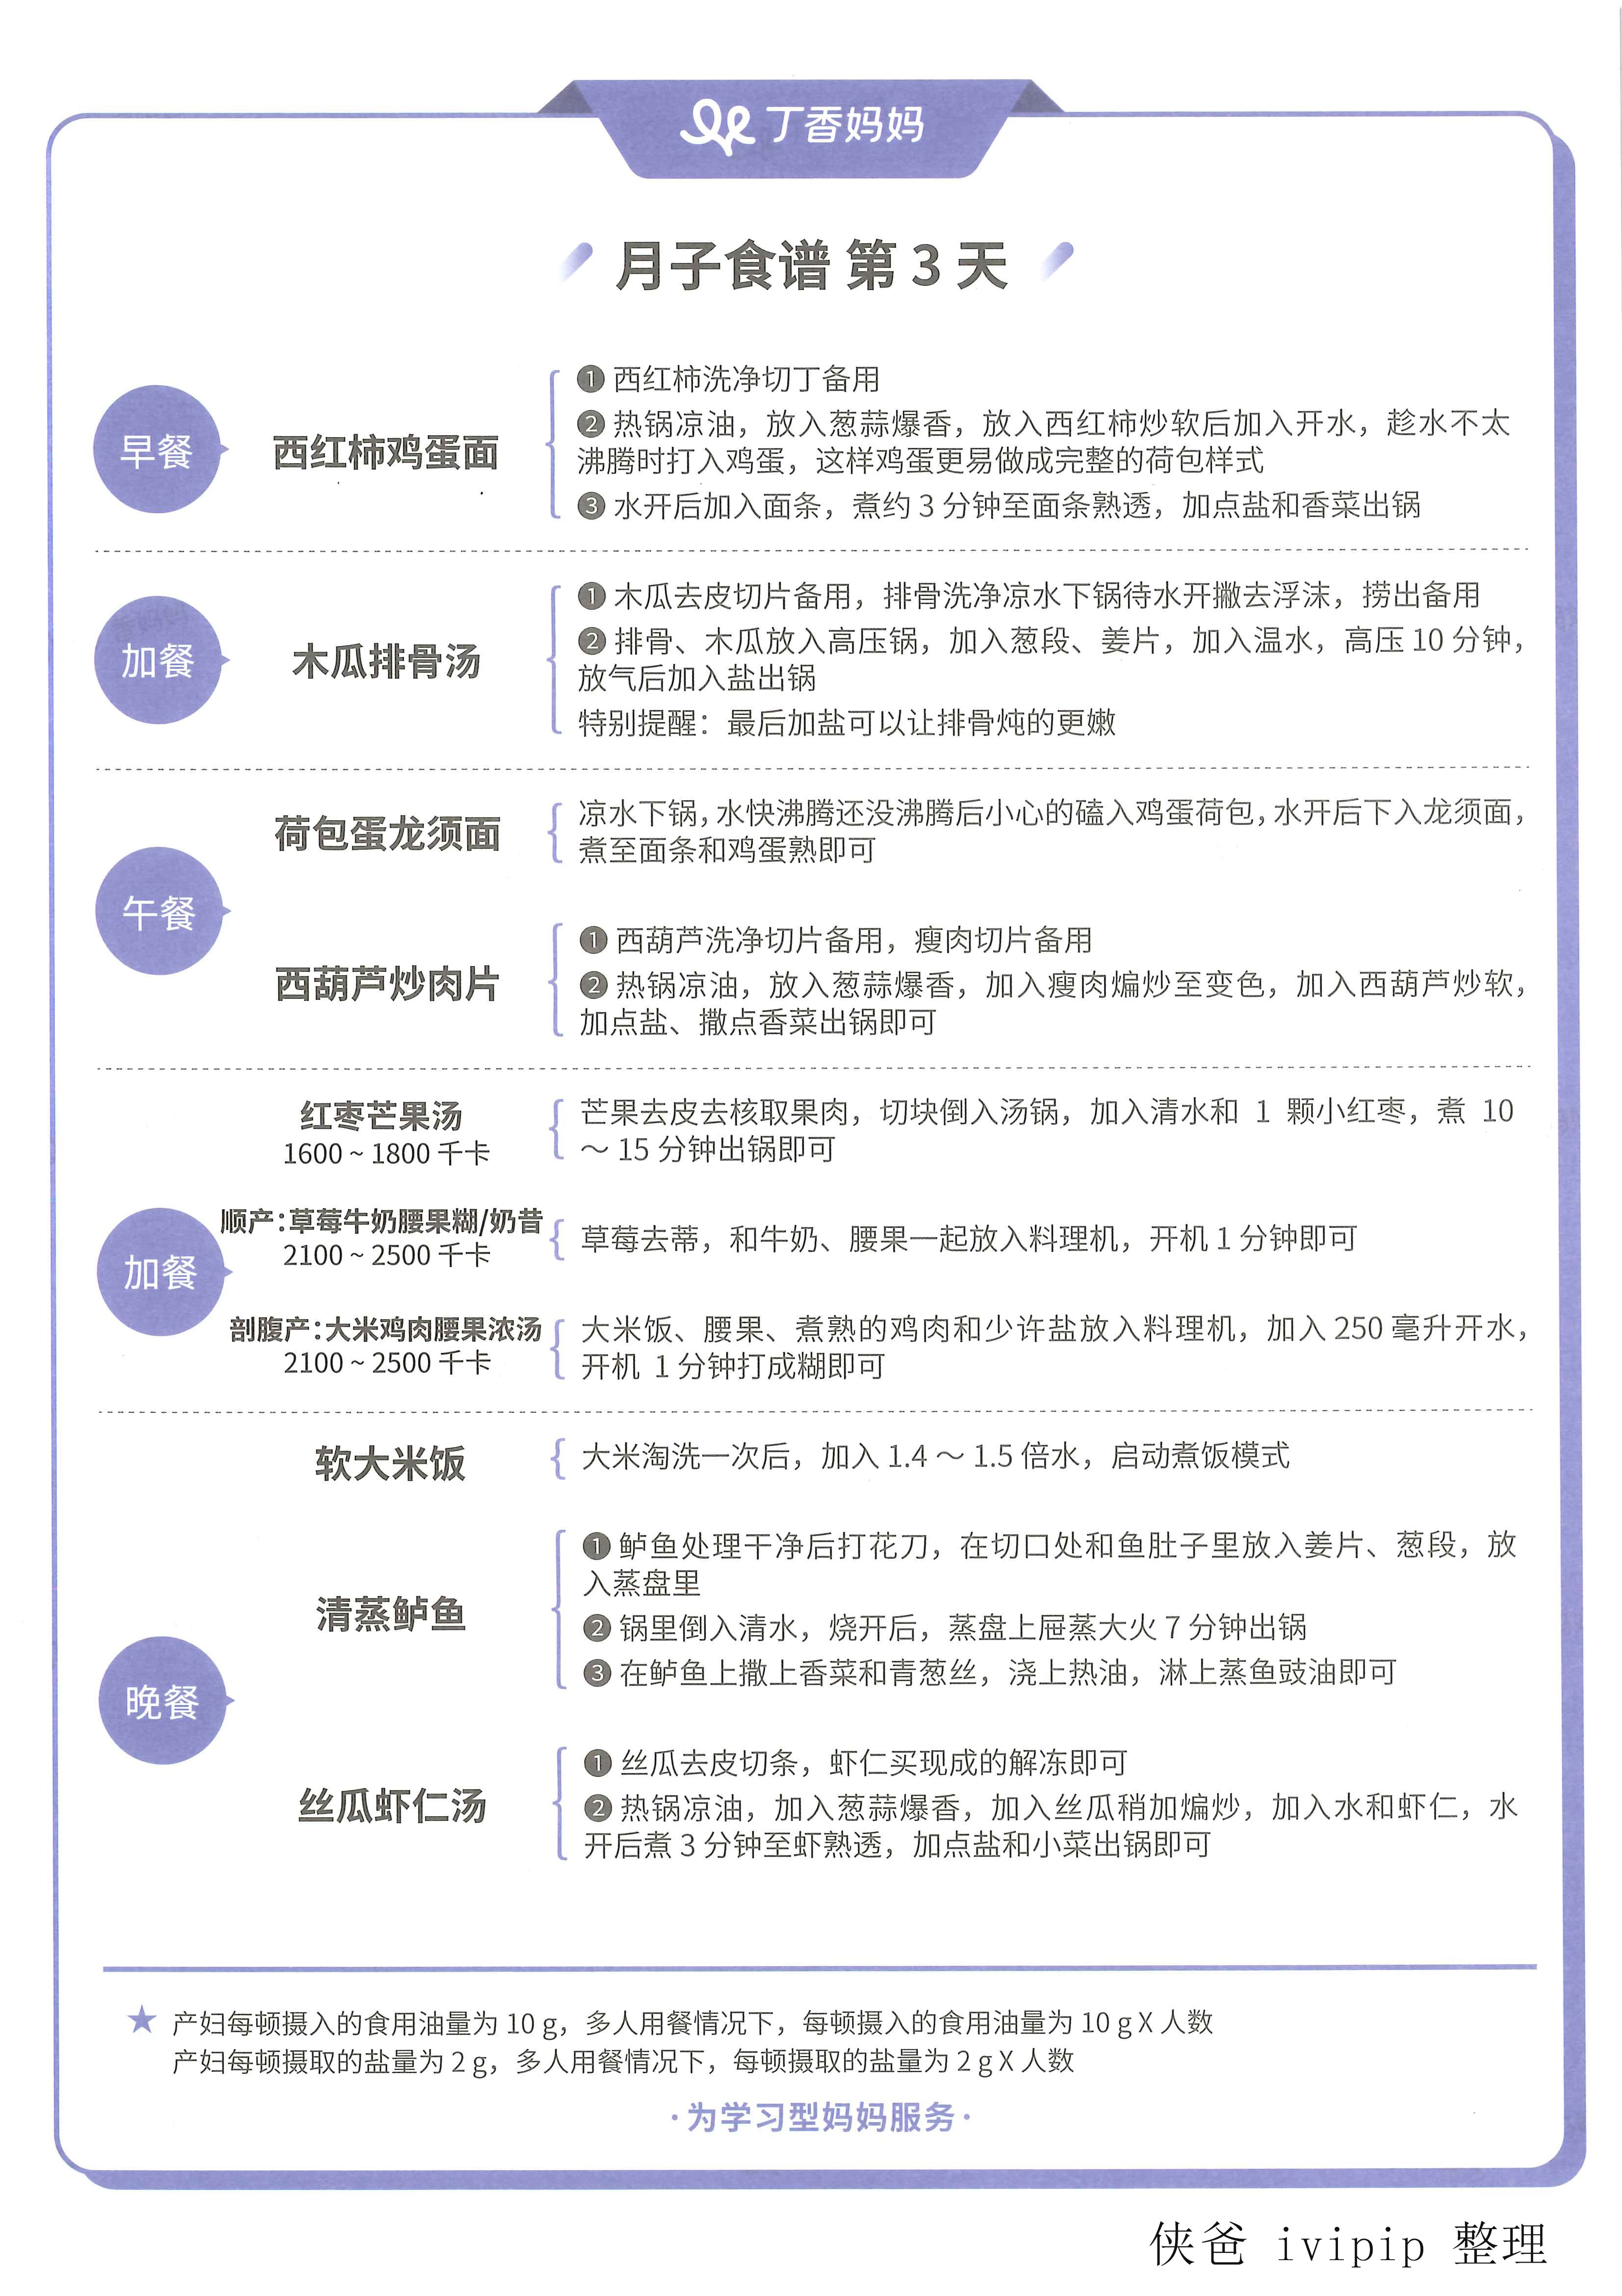 丁香妈妈
月子食谱 第 3 天
早餐
西红柿鸡蛋面
❶ 西红柿洗净切丁备用
❷ 热锅凉油，放入葱蒜爆香，放入西红柿炒软后加入开水，趁水不太
沸腾时打入鸡蛋，这样鸡蛋更易做成完整的荷包样式
❸ 水开后加入面条，煮约 3 分钟至面条熟透，加点盐和香菜出锅
加餐
木瓜排骨汤
❶ 木瓜去皮切片备用，排骨洗净凉水下锅待水开撇去浮沫，捞出备用
❷ 排骨、木瓜放入高压锅，加入葱段、姜片，加入温水，高压 10 分钟，
放气后加入盐出锅
特别提醒：最后加盐可以让排骨炖的更嫩
午餐
荷包蛋龙须面
凉水下锅，水快沸腾还没沸腾后小心的磕入鸡蛋荷包，水开后下入龙须面，
煮至面条和鸡蛋熟即可
西葫芦炒肉片
❶ 西葫芦洗净切片备用，瘦肉切片备用
❷ 热锅凉油，放入葱蒜爆香，加入瘦肉煸炒至变色，加入西葫芦炒软，
加点盐、撒点香菜出锅即可
加餐
红枣芒果汤
1600 ~ 1800 千卡
芒果去皮去核取果肉，切块倒入汤锅，加入清水和 1 颗小红枣，煮 10
～ 15 分钟出锅即可
顺产：草莓牛奶腰果糊/奶昔
2100 ~ 2500 千卡
草莓去蒂，和牛奶、腰果一起放入料理机，开机 1 分钟即可
剖腹产：大米鸡肉腰果浓汤
2100 ~ 2500 千卡
大米饭、腰果、煮熟的鸡肉和少许盐放入料理机，加入 250 毫升开水，
开机 1 分钟打成糊即可
晚餐
软大米饭
大米淘洗一次后，加入 1.4 ～ 1.5 倍水，启动煮饭模式
清蒸鲈鱼
❶ 鲈鱼处理干净后打花刀，在切口处和鱼肚子里放入姜片、葱段，放
入蒸盘里
❷ 锅里倒入清水，烧开后，蒸盘上屉蒸大火 7 分钟出锅
❸ 在鲈鱼上撒上香菜和青葱丝，浇上热油，淋上蒸鱼豉油即可
丝瓜虾仁汤
❶ 丝瓜去皮切条，虾仁买现成的解冻即可
❷ 热锅凉油，加入葱蒜爆香，加入丝瓜稍加煸炒，加入水和虾仁，水
开后煮 3 分钟至虾熟透，加点盐和小菜出锅即可
★ 产妇每顿摄入的食用油量为 10 g，多人用餐情况下，每顿摄入的食用油量为 10 g X 人数
产妇每顿摄取的盐量为 2 g，多人用餐情况下，每顿摄取的盐量为 2 g X 人数
·为学习型妈妈服务·
侠爸 ivipip 整理